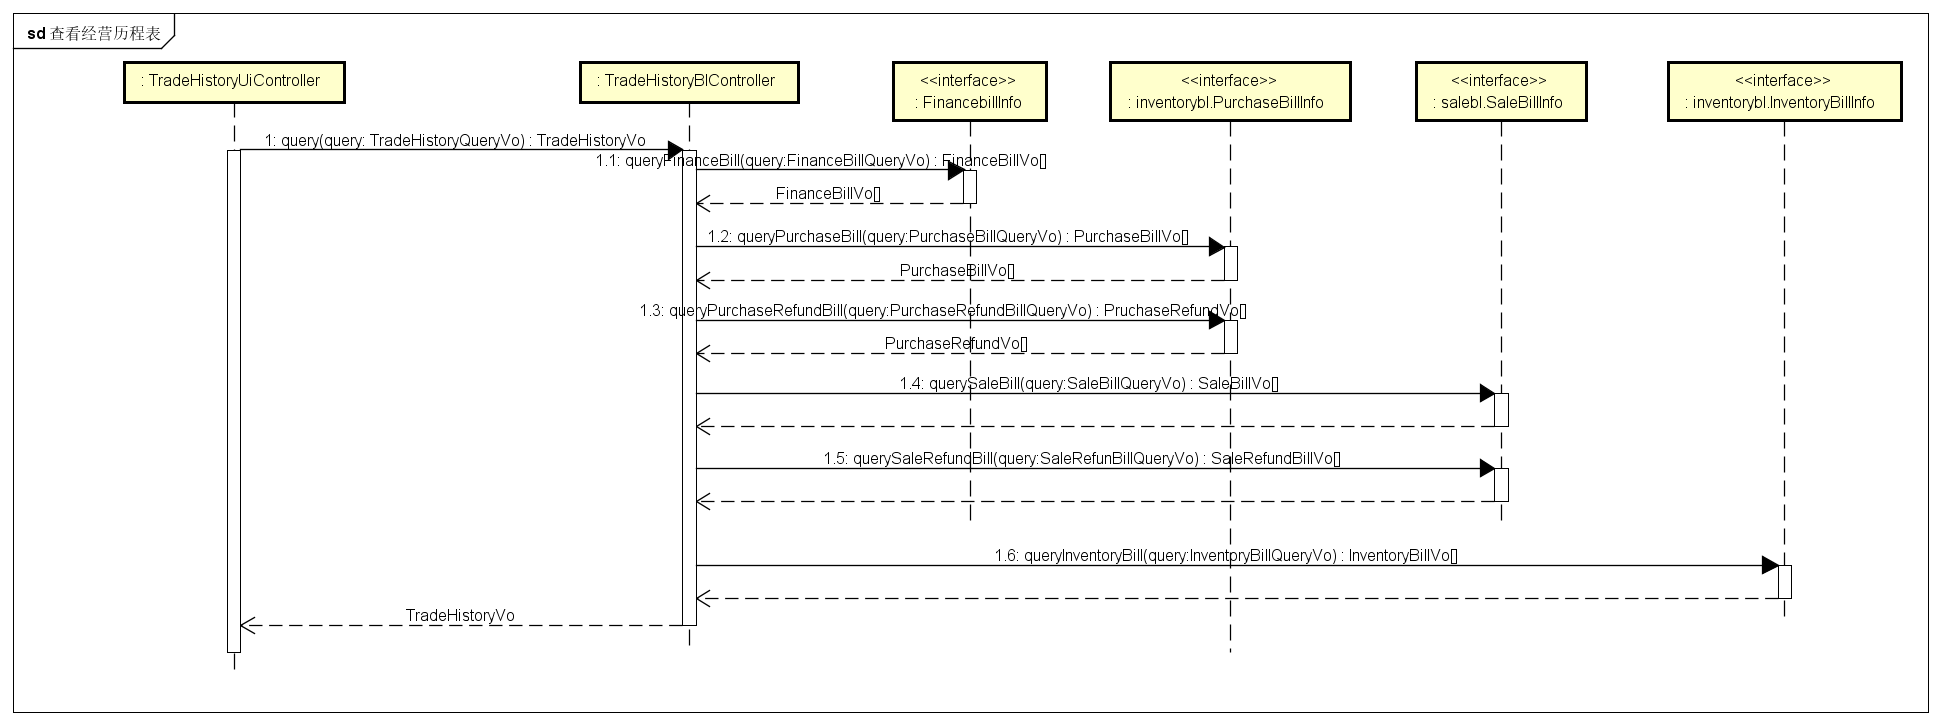 sd 查看经营历程表
: TradeHistoryUiController
: TradeHistoryBlController
<<interface>>
: FinancebillInfo
<<interface>>
: inventorybl.PurchaseBillInfo
<<interface>>
: salebl.SaleBillInfo
<<interface>>
: inventorybl.InventoryBillInfo
1: query(query: TradeHistoryQueryVo) : TradeHistoryVo
1.1: queryFinanceBill(query:FinanceBillQueryVo) : FinanceBillVo[]
FinanceBillVo[]
1.2: queryPurchaseBill(query:PurchaseBillQueryVo) : PurchaseBillVo[]
PurchaseBillVo[]
1.3: queryPurchaseRefundBill(query:PurchaseRefundBillQueryVo) : PruchaseRefundVo[]
PurchaseRefundVo[]
1.4: querySaleBill(query:SaleBillQueryVo) : SaleBillVo[]
1.5: querySaleRefundBill(query:SaleRefunBillQueryVo) : SaleRefundBillVo[]
1.6: queryInventoryBill(query:InventoryBillQueryVo) : InventoryBillVo[]
TradeHistoryVo